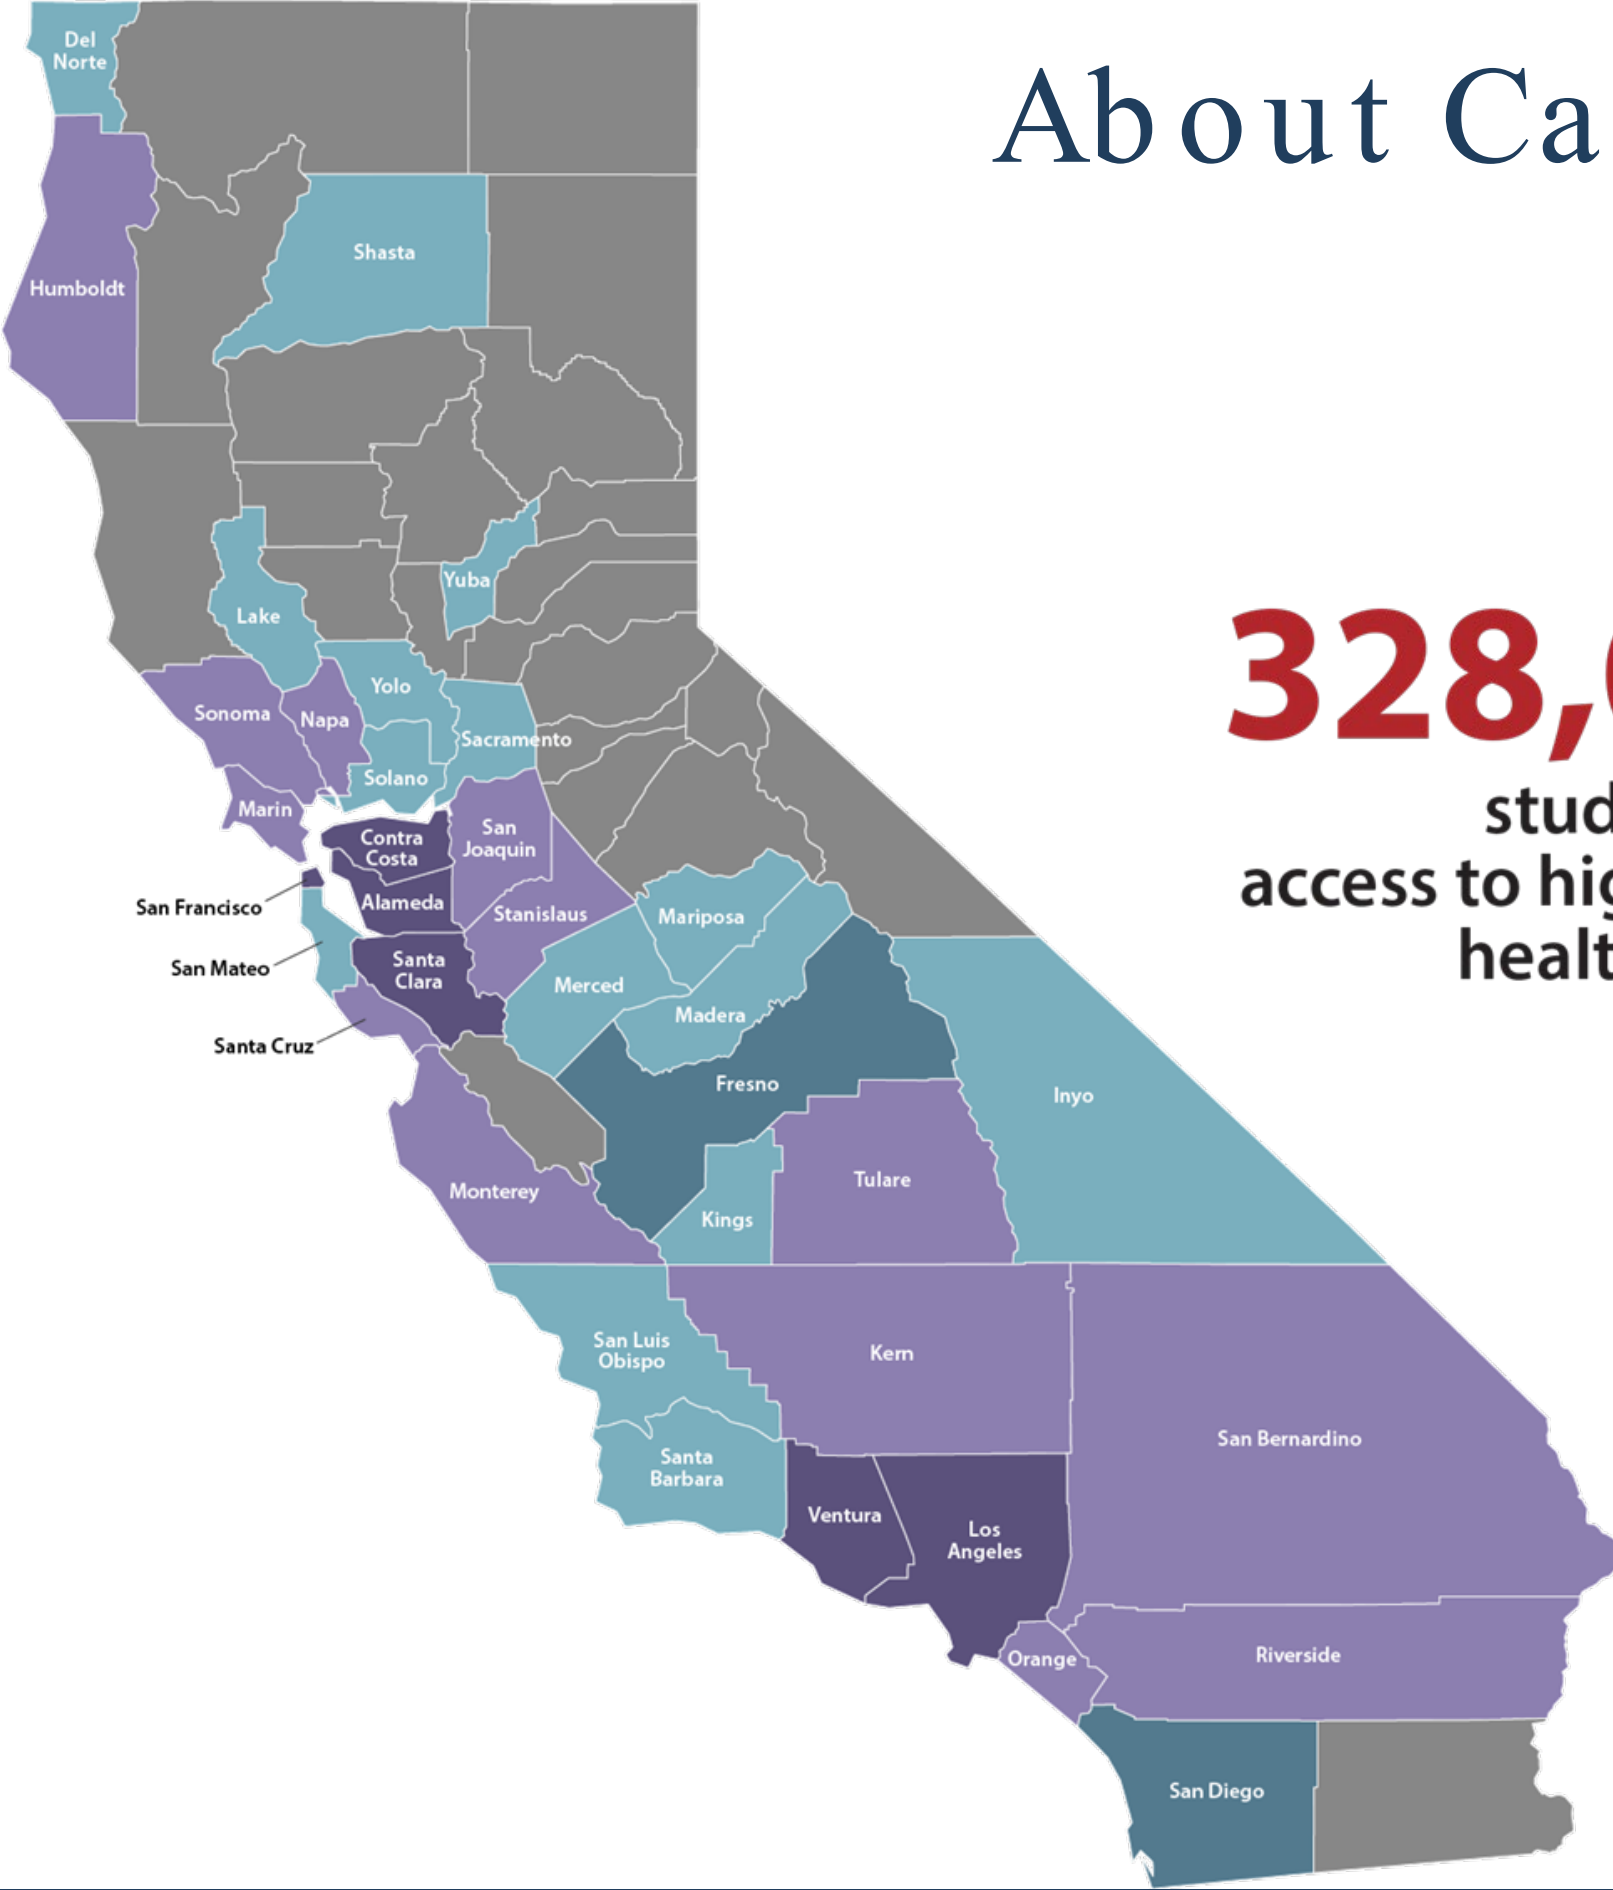 About Ca
328,
stud
access to hig
healt
Del
Norte
Shasta
Humboldt
Yuba
Lake
Yolo
Sonoma
Napa
Sacramento
Solano
Marin
San
Joaquin
Contra
Costa
San Francisco
Alameda
Stanislaus
Mariposa
San Mateo
Santa
Clara
Merced
Madera
Santa Cruz
Fresno
Inyo
Tulare
Monterey
Kings
San Luis
Obispo
Kern
San Bernardino
Santa
Barbara
Ventura
Los
Angeles
Orange
Riverside
San Diego